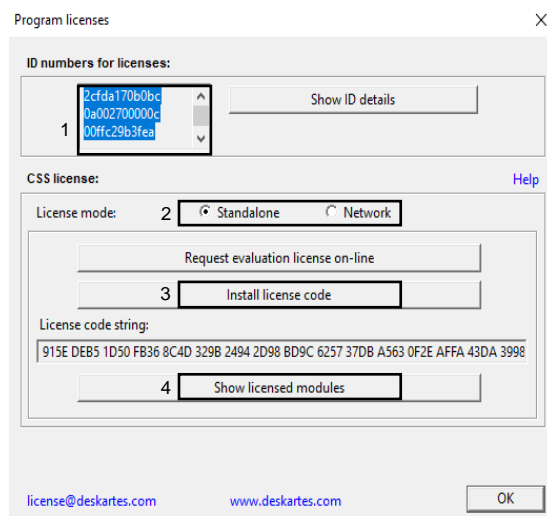 Program licenses
ID numbers for licenses:
2cfda170b0bc
0a002700000c
00ffc29b3fea
1
Show ID details
CSS license:
Help
License mode: 2 Standalone Network
Request evaluation license on-line
3 Install license code
License code string:
915E DEB5 1D50 FB36 8C4D 329B 2494 2D98 BD9C 6257 37DB A563 0F2E AFFA 43DA 3998
4 Show licensed modules
license@deskartes.com www.deskartes.com OK